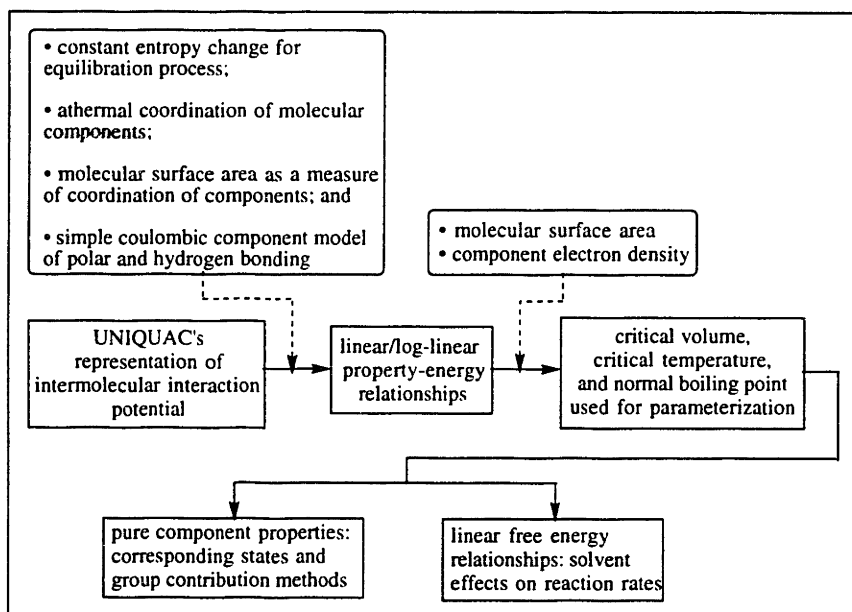 • constant entropy change for
equilibration process;
• athermal coordination of molecular
components;
• molecular surface area as a measure
of coordination of components; and
• simple coulombic component model
of polar and hydrogen bonding
• molecular surface area
• component electron density
UNIQUAC's
representation of
intermolecular interaction
potential
linear/log-linear
property-energy
relationships
critical volume,
critical temperature,
and normal boiling point
used for parameterization
pure component properties:
corresponding states and
group contribution methods
linear free energy
relationships: solvent
effects on reaction rates